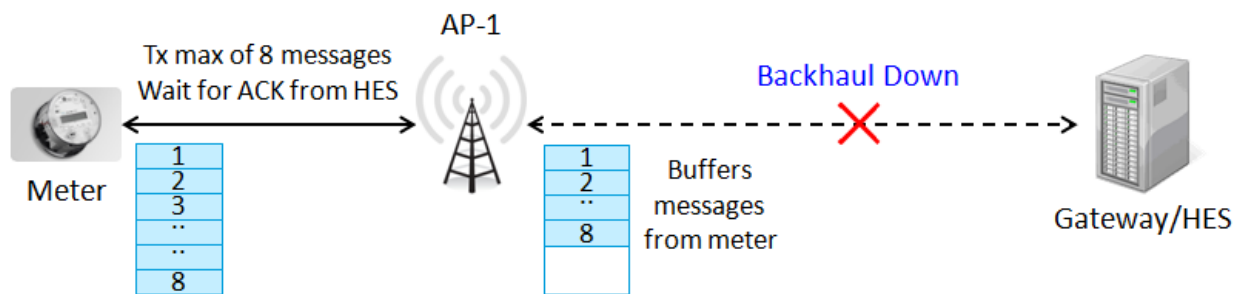 AP-1
Tx max of 8 messages
Wait for ACK from HES
Backhaul Down
Meter
1
2
3
..
..
8
1
2
..
8
Buffers
messages
from meter
Gateway/HES